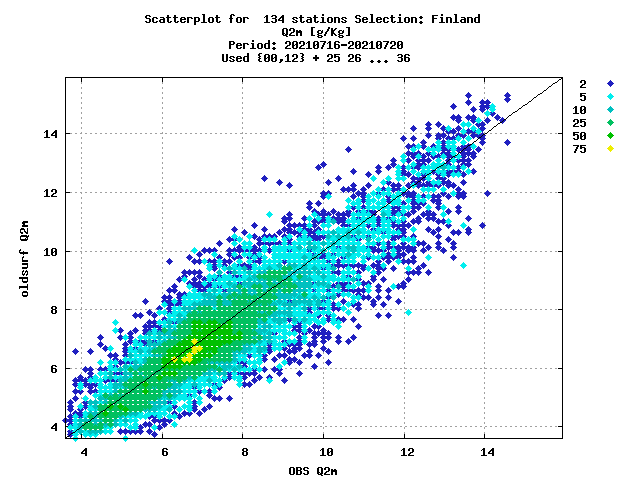 Scatterplot for  134 stations Selection: Finland
Q2m [g/Kg]
Period: 20210716-20210720
Used {00,12} + 25 26 ... 36
2
5
10
25
50
75
oldsurf Q2m
14
12
10
8
6
4
4 6 8 10 12 14
OBS Q2m